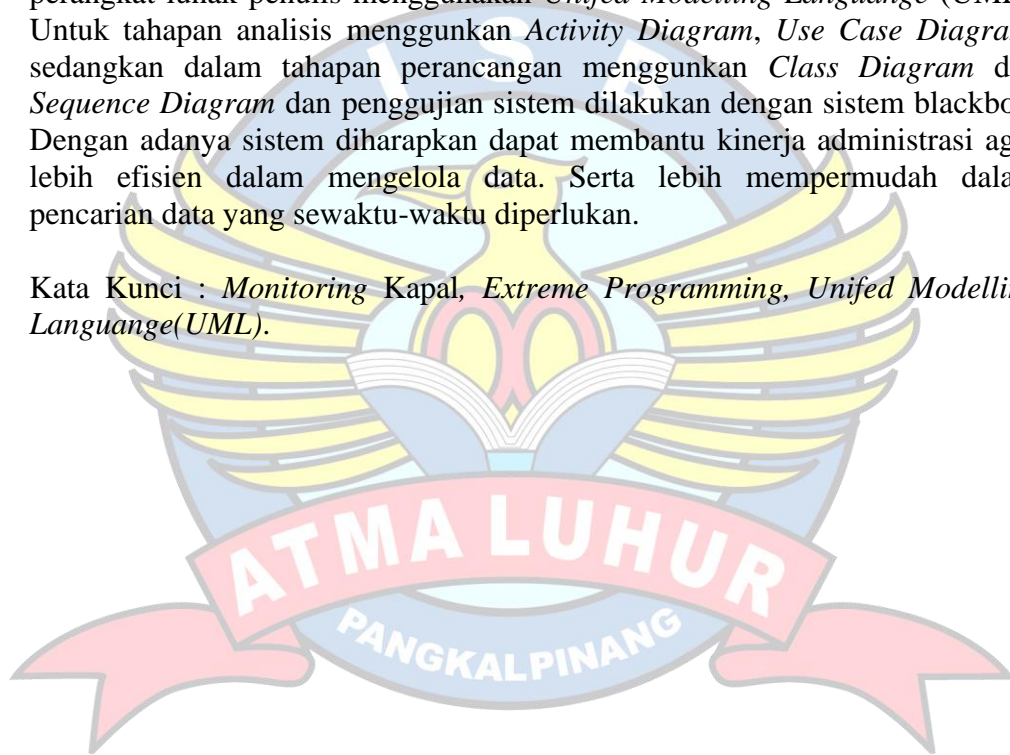 perangkat lunak penulis menggunakan Unifed Modelling Languange (UML
Untuk tahapan analisis menggunkan Activity Diagram, Use Case Diagra
sedangkan dalam tahapan perancangan menggunkan Class Diagram d
Sequence Diagram dan penggujian sistem dilakukan dengan sistem blackbo
Dengan adanya sistem diharapkan dapat membantu kinerja administrasi ag
lebih efisien dalam mengelola data. Serta lebih mempermudah dala
pencarian data yang sewaktu-waktu diperlukan.
Kata Kunci : Monitoring Kapal, Extreme Programming, Unifed Modelli
Languange(UML).
I S B
ATMA LUHUR
PANGKALPINANG